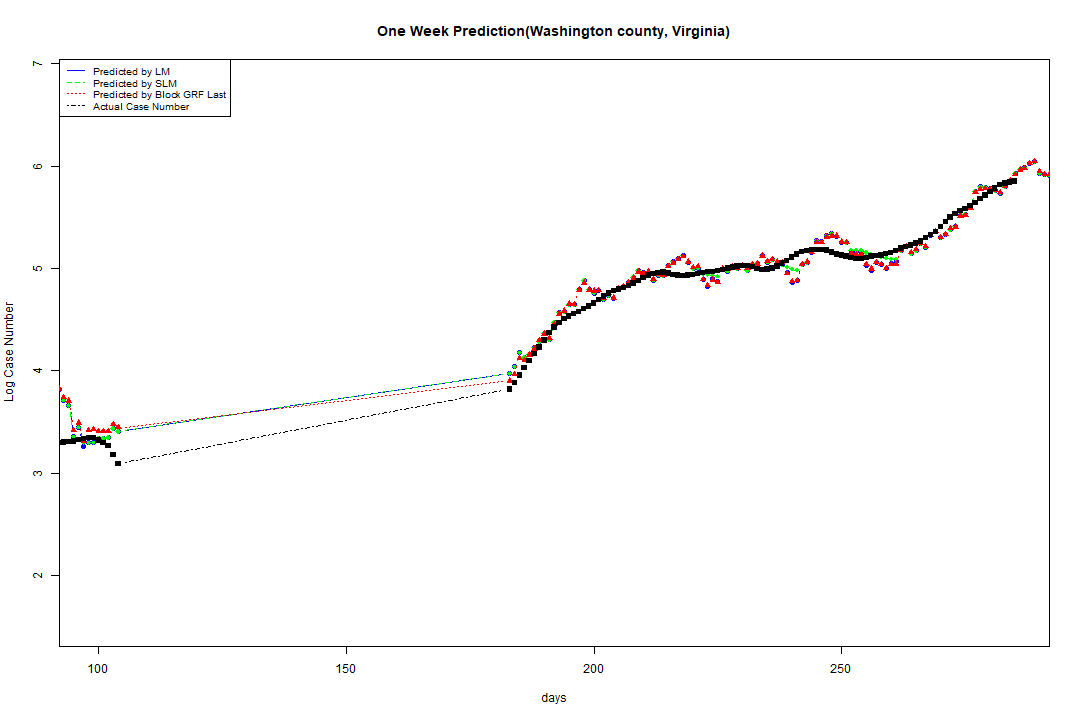 One Week Prediction(Washington county, Virginia)
Predicted by LM
Predicted by SLM
Predicted by Block GRF Last
Actual Case Number
7
6
5
4
3
2
Log Case Number
100 150 200 250
days